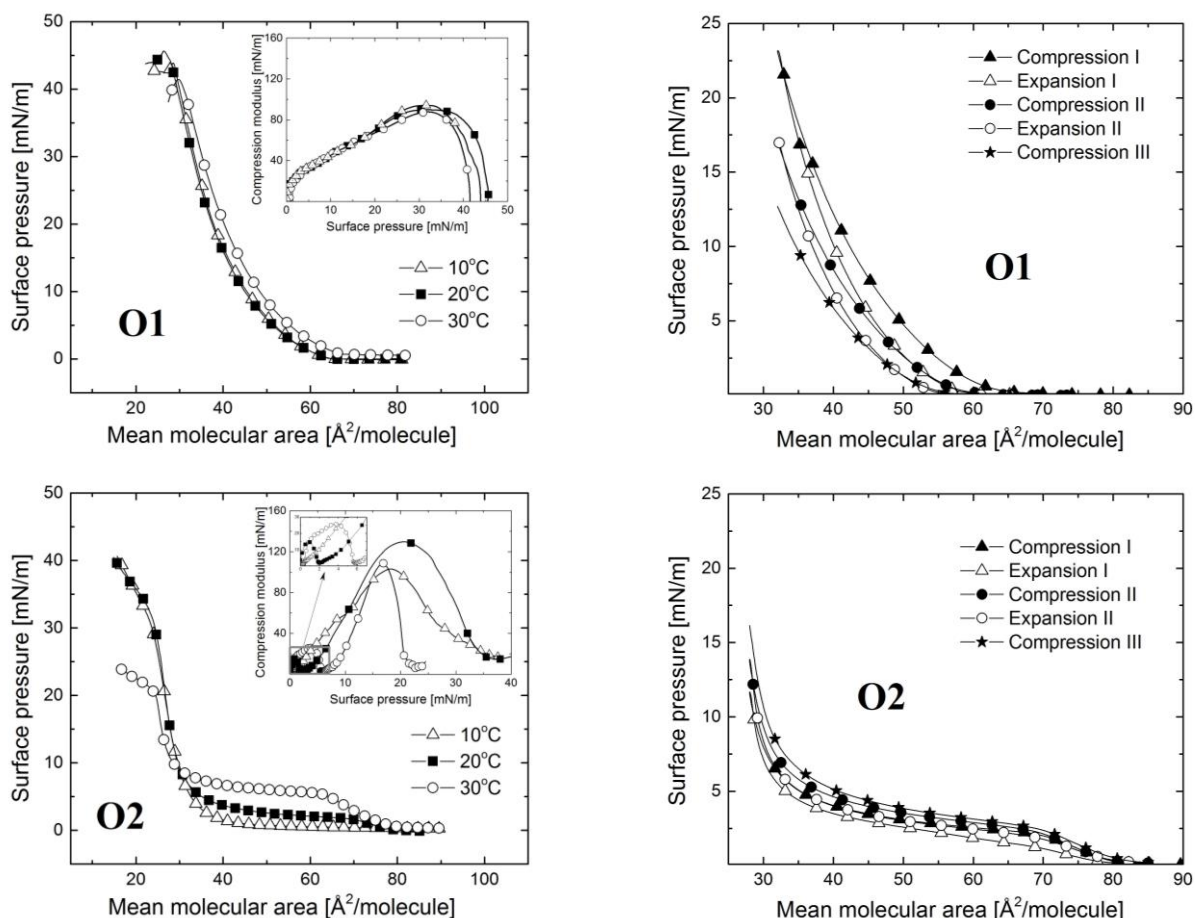 50
40
30
20
10
0
Surface pressure [mN/m]
20 40 60 80 100
Mean molecular area [Å²/molecule]
O1
160
120
80
40
Compression modulus [mN/m]
0 10 20 30 40 50
Surface pressure [mN/m]
10°C
20°C
30°C
25
20
15
10
5
Surface pressure [mN/m]
30 40 50 60 70 80 90
Mean molecular area [Å²/molecule]
Compression I
Expansion I
Compression II
Expansion II
Compression III
O1
50
40
30
20
10
0
Surface pressure [mN/m]
20 40 60 80 100
Mean molecular area [Å²/molecule]
O2
160
120
80
40
Compression modulus [mN/m]
0 10 20 30 40
Surface pressure [mN/m]
10°C
20°C
30°C
25
20
15
10
5
Surface pressure [mN/m]
30 40 50 60 70 80 90
Mean molecular area [Å²/molecule]
Compression I
Expansion I
Compression II
Expansion II
Compression III
O2